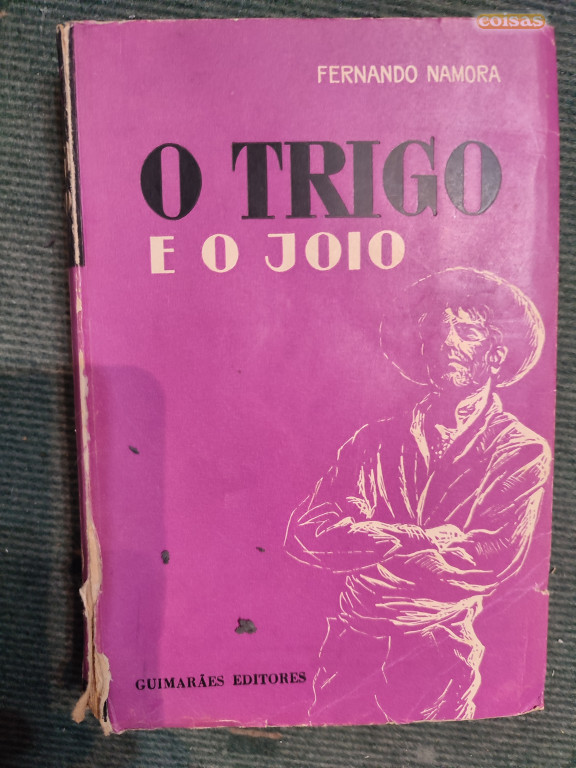 coisas
FERNANDO NAMORA
O TRIGO
E O JOIO
GUIMARÃES EDITORES